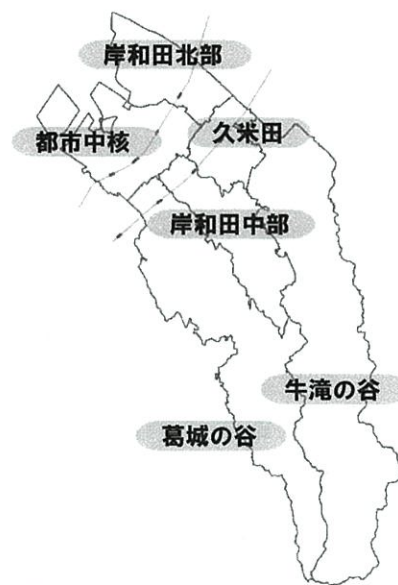 岸和田北部
都市中核
久米田
岸和田中部
牛滝の谷
葛城の谷